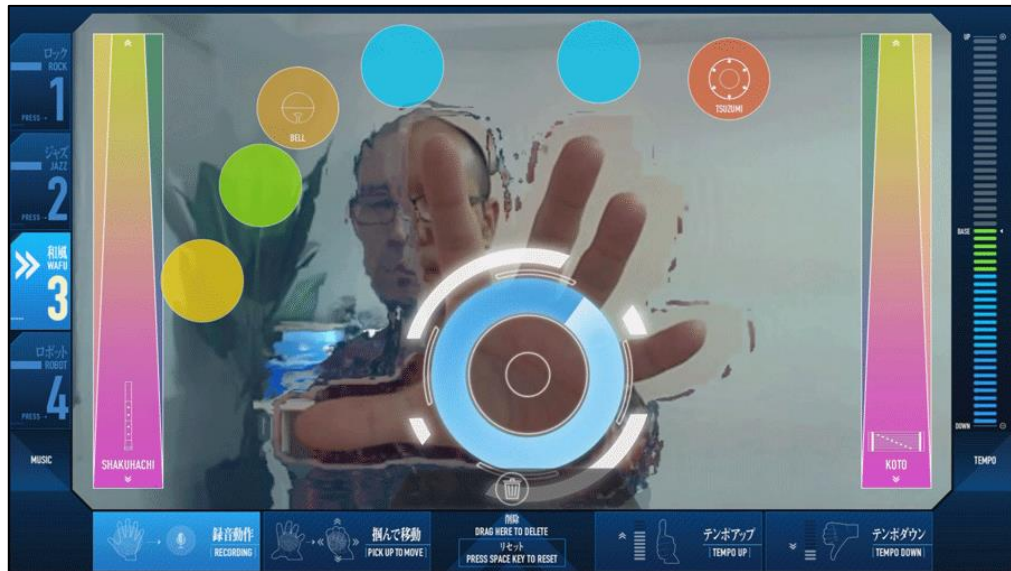 ロック
ROCK
1
PRESS →
ジャズ
JAZZ
2
PRESS →
和風
WAFU
3
ロボット
ROBOT
4
PRESS →
MUSIC
SHAKUHACHI
BELL
TSUZUMI
KOTO
UP
BASE
DOWN
TEMPO
録音動作
RECORDING
掴んで移動
PICK UP TO MOVE
削除
DRAG HERE TO DELETE
リセット
PRESS SPACE KEY TO RESET
テンポアップ
TEMPO UP
テンポダウン
TEMPO DOWN